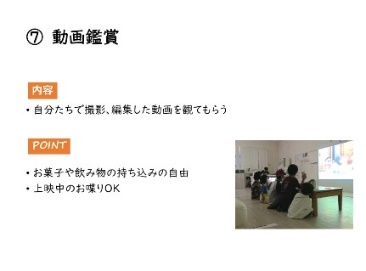 ⑦ 動画鑑賞
内容
• 自分たちで撮影、編集した動画を観てもらう
POINT
• お菓子や飲み物の持ち込みの自由
• 上映中のお喋りOK